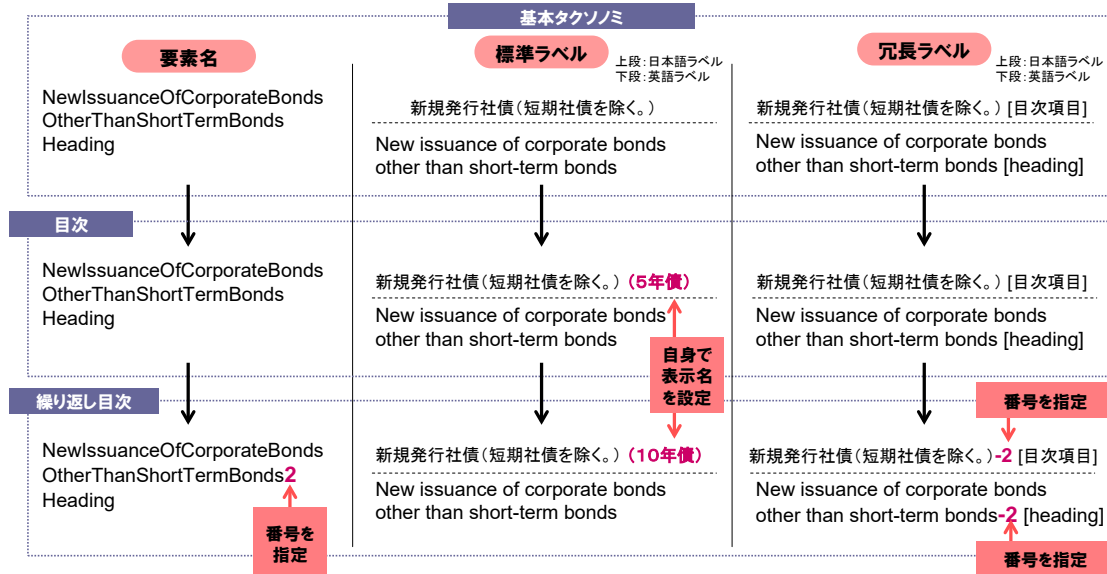 基本タクソノミ
要素名
標準ラベル
上段：日本語ラベル
下段：英語ラベル
冗長ラベル
上段：日本語ラベル
下段：英語ラベル
NewIssuanceOfCorporateBonds
OtherThanShortTermBonds
Heading
新規発行社債（短期社債を除く。）
New issuance of corporate bonds
other than short-term bonds
新規発行社債（短期社債を除く。） [目次項目]
New issuance of corporate bonds
other than short-term bonds [heading]
目次
NewIssuanceOfCorporateBonds
OtherThanShortTermBonds
Heading
新規発行社債（短期社債を除く。）（5年債）
New issuance of corporate bonds
other than short-term bonds
新規発行社債（短期社債を除く。） [目次項目]
New issuance of corporate bonds
other than short-term bonds [heading]
自身で
表示名
を設定
繰り返し目次
NewIssuanceOfCorporateBonds
OtherThanShortTermBonds2
Heading
番号を
指定
新規発行社債（短期社債を除く。）（10年債）
New issuance of corporate bonds
other than short-term bonds
番号を指定
新規発行社債（短期社債を除く。）-2 [目次項目]
New issuance of corporate bonds
other than short-term bonds-2 [heading]
番号を指定